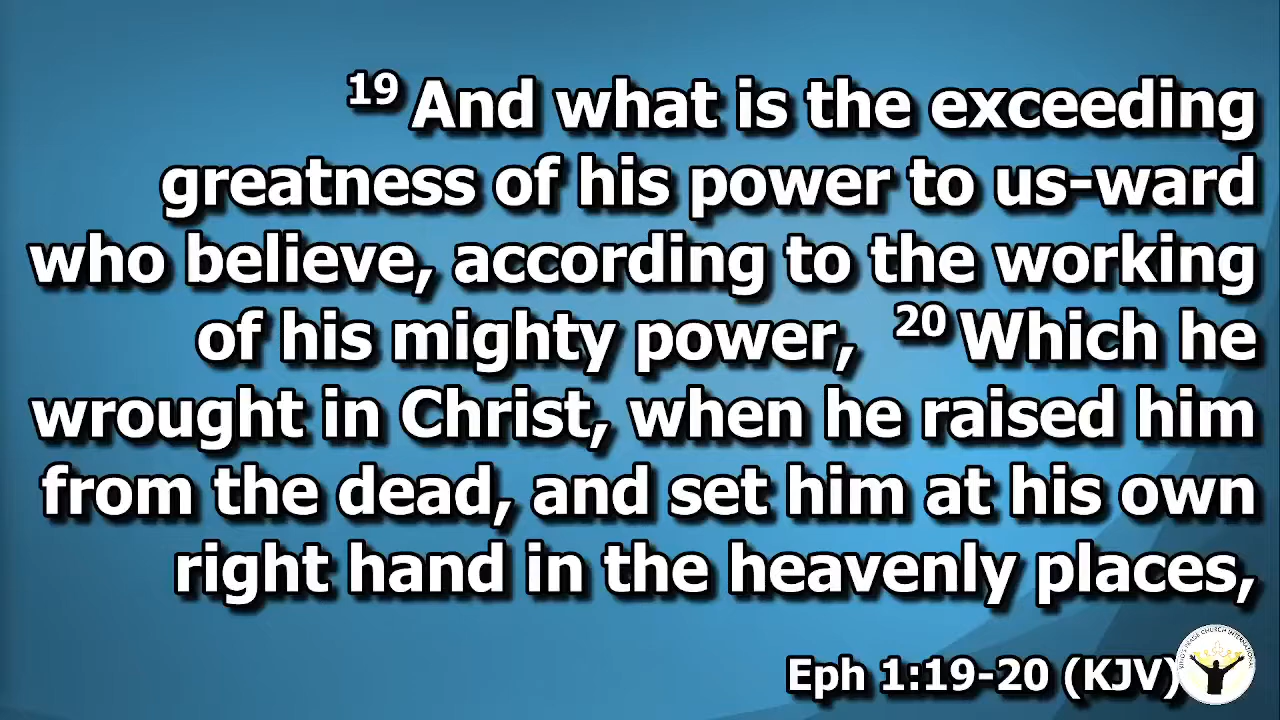 19 And what is the exceeding
greatness of his power to us-ward
who believe, according to the working
of his mighty power, 20 Which he
wrought in Christ, when he raised him
from the dead, and set him at his own
right hand in the heavenly places,
Eph 1:19-20 (KJV)
CHURCH INTERNATIONAL